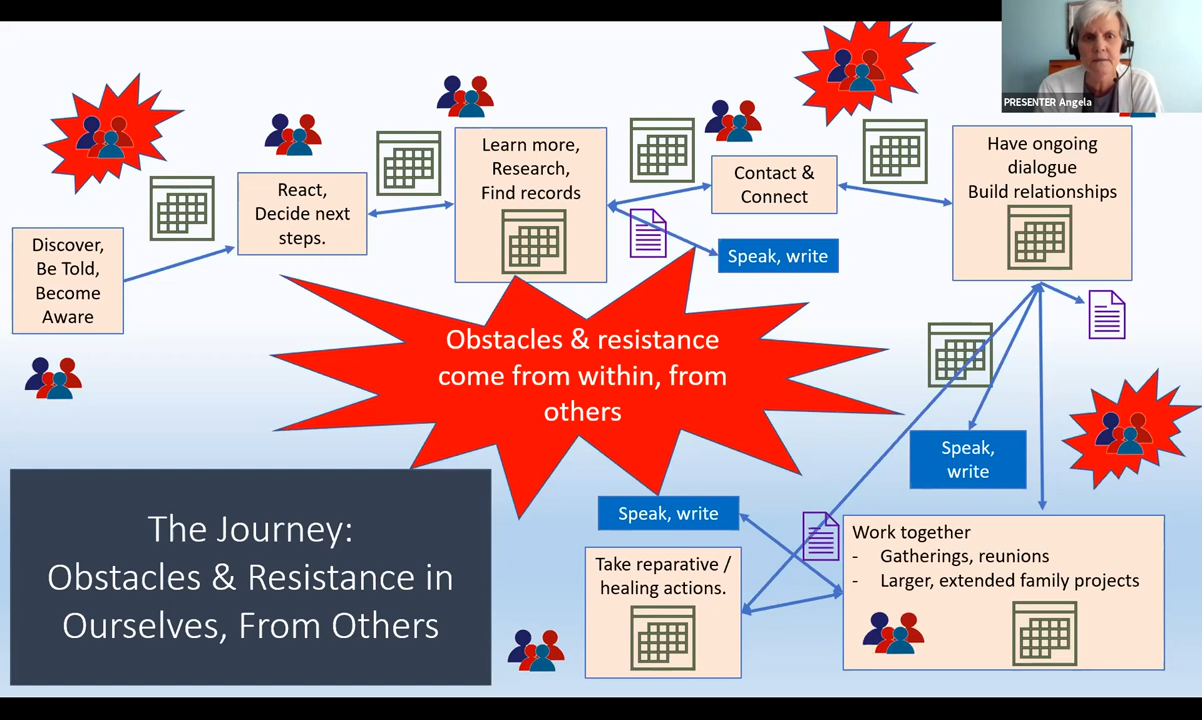 PRESENTER Angela
Discover,
Be Told,
Become
Aware
React,
Decide next
steps.
Learn more,
Research,
Find records
Contact &
Connect
Speak, write
Have ongoing
dialogue
Build relationships
Obstacles & resistance
come from within, from
others
Speak,
write
Speak, write
Take reparative /
healing actions.
Work together
- Gatherings, reunions
- Larger, extended family projects
The Journey:
Obstacles & Resistance in
Ourselves, From Others